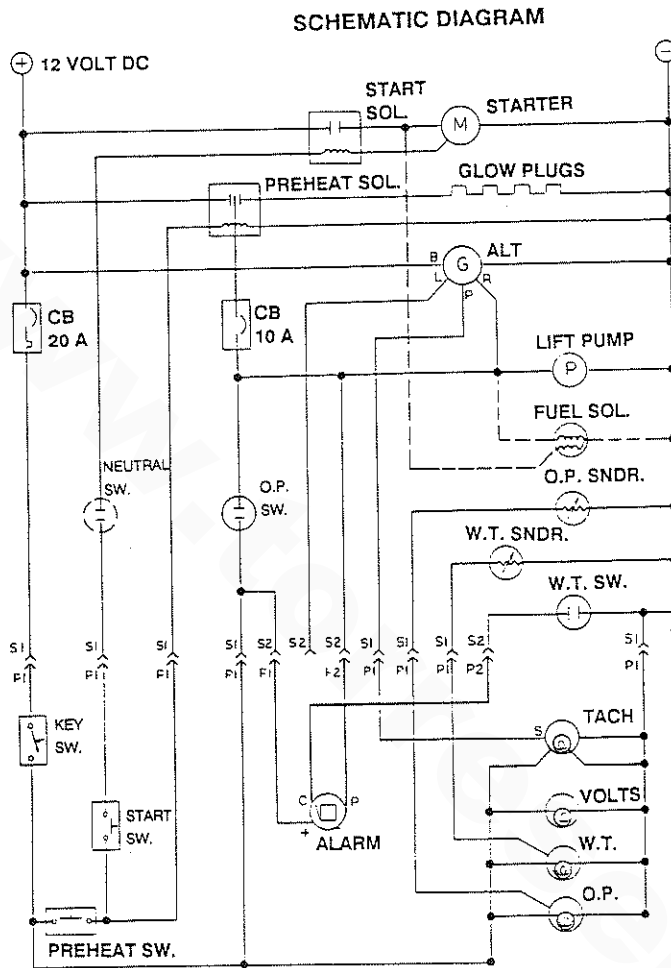 SCHEMATIC DIAGRAM
+ 12 VOLT DC
−
START
SOL.
M
STARTER
PREHEAT SOL.
GLOW PLUGS
B
G
ALT
L
P
R
CB
20 A
CB
10 A
LIFT PUMP
P
FUEL SOL.
NEUTRAL
SW.
O.P.
SW.
O.P. SNDR.
W.T. SNDR.
W.T. SW.
S1 S1 S1 S1 S2 S2 S2 S1 S1 S1 S2 S1
P1 P1 P1 P1 P1 P2 P1 P1 P1 P2 P1
KEY
SW.
S
TACH
START
SW.
C
P
+
−
ALARM
VOLTS
W.T.
O.P.
PREHEAT SW.